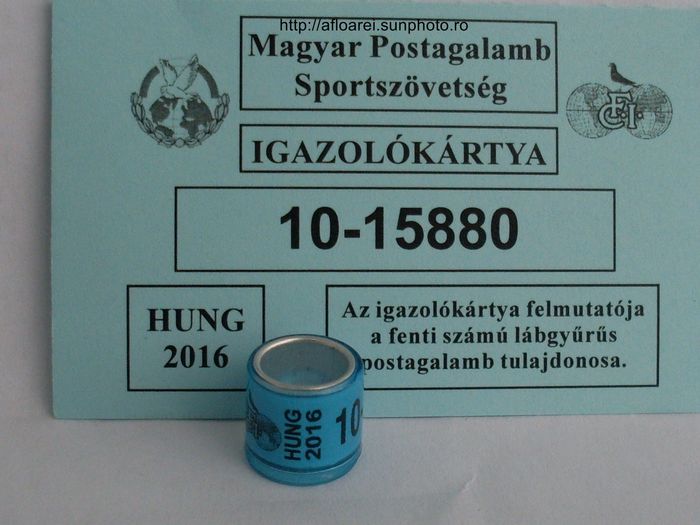 http://afloarei.sunphoto.ro
Magyar Postagalamb
Sportszövetség
FCI
IGAZOLÓKÁRTYA
10-15880
HUNG
2016
Az igazolókártya felmutatója
a fenti számú lábgyűrűs
postagalamb tulajdonosa.
HUNG
2016
10